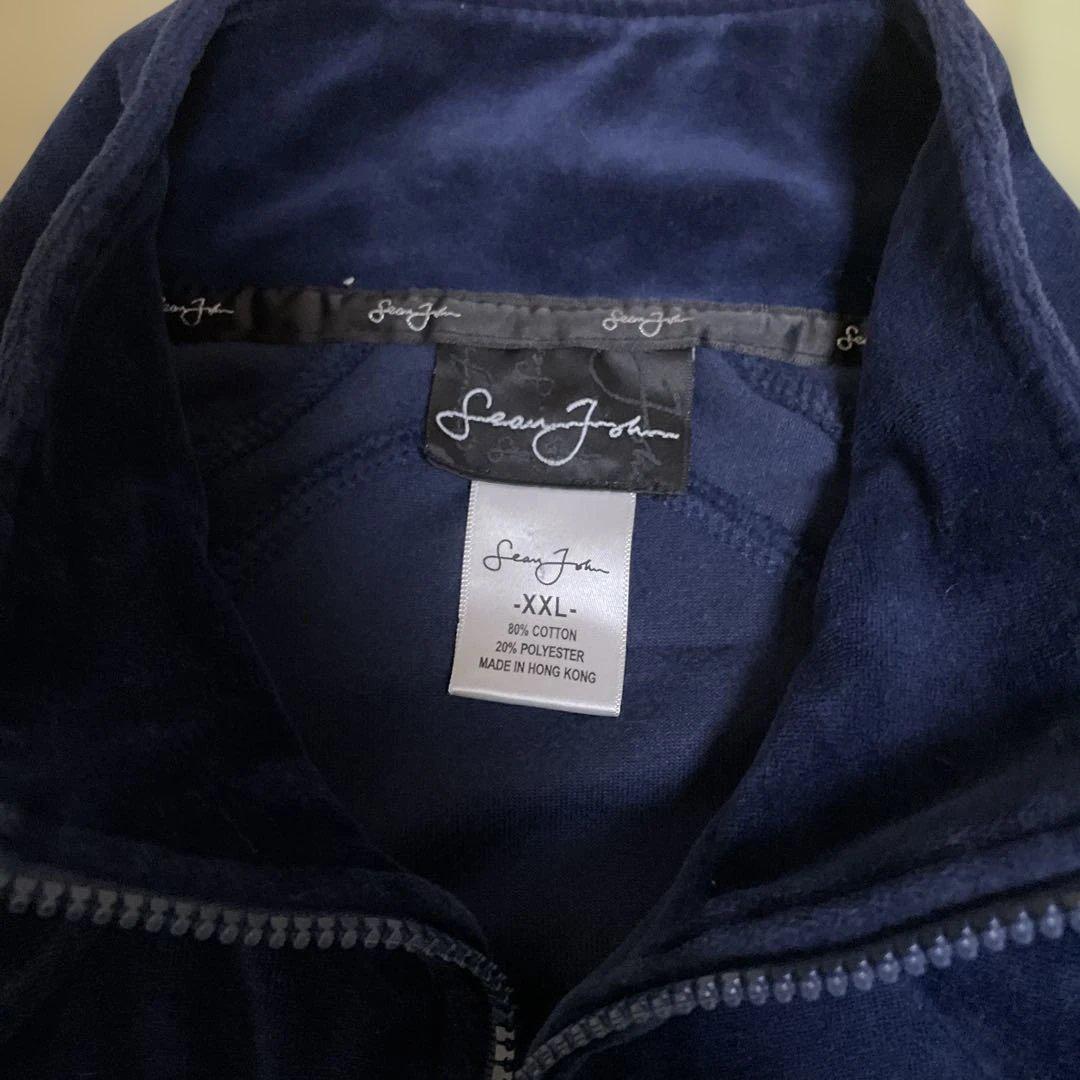 Sean John
Sean John
Sean John
Sean John
Sean John
-XXL-
80% COTTON
20% POLYESTER
MADE IN HONG KONG